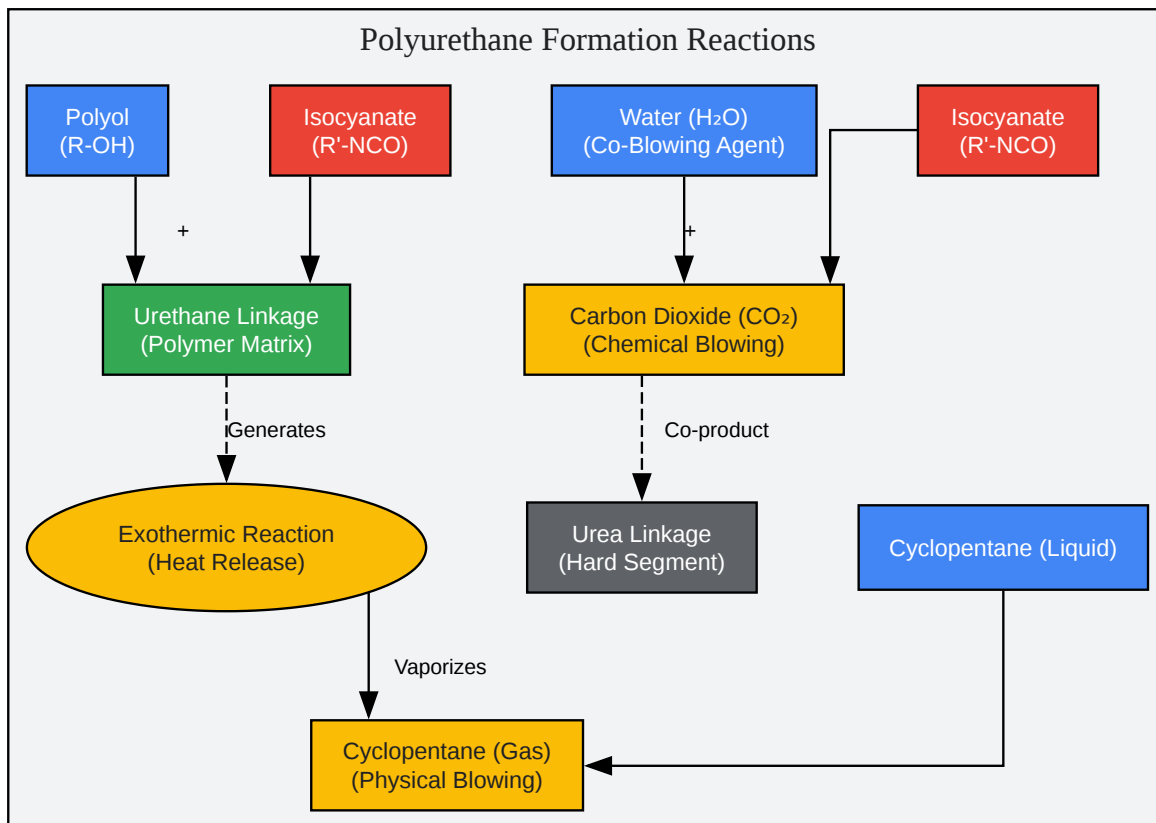 Polyurethane Formation Reactions
Polyol
(R-OH)
Isocyanate
(R'-NCO)
Water (H₂O)
(Co-Blowing Agent)
Isocyanate
(R'-NCO)
+
+
Urethane Linkage
(Polymer Matrix)
Carbon Dioxide (CO₂)
(Chemical Blowing)
Generates
Co-product
Exothermic Reaction
(Heat Release)
Urea Linkage
(Hard Segment)
Cyclopentane (Liquid)
Vaporizes
Cyclopentane (Gas)
(Physical Blowing)